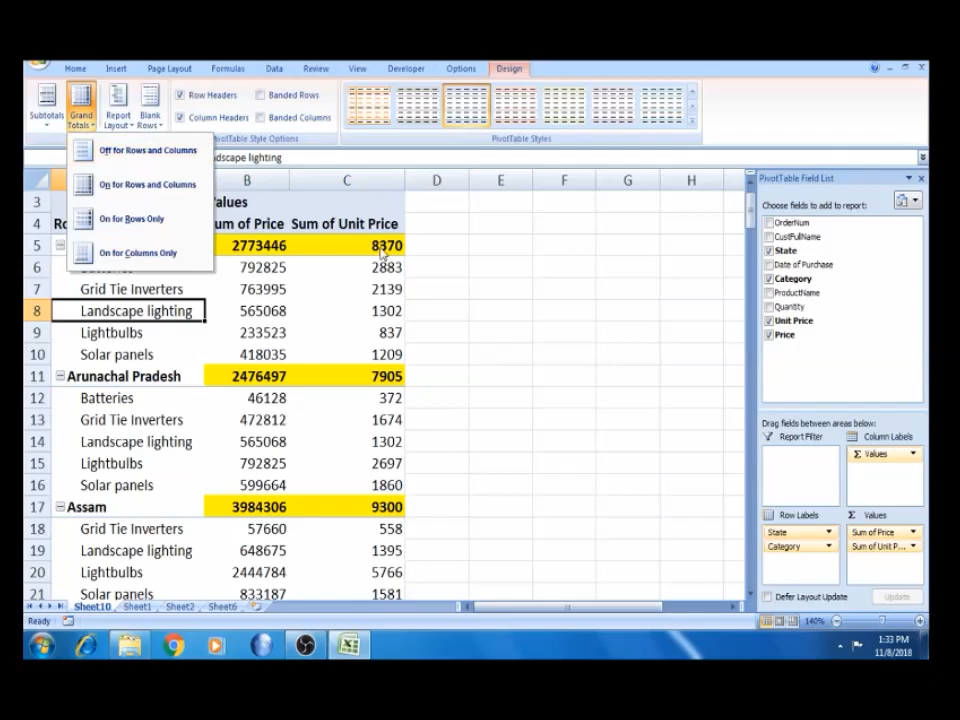 Home Insert Page Layout Formulas Data Review View Developer Options Design
Subtotals Grand Totals Report Layout Blank Rows
Row Headers Banded Rows
Column Headers Banded Columns
PivotTable Style Options PivotTable Styles
Off for Rows and Columns
On for Rows and Columns
On for Rows Only
On for Columns Only
dscape lighting
B C D E F G H
3 Values
4 Ro um of Price Sum of Unit Price
5 2773446 8370
6 Batteries 792825 2883
7 Grid Tie Inverters 763995 2139
8 Landscape lighting 565068 1302
9 Lightbulbs 233523 837
10 Solar panels 418035 1209
11 Arunachal Pradesh 2476497 7905
12 Batteries 46128 372
13 Grid Tie Inverters 472812 1674
14 Landscape lighting 565068 1302
15 Lightbulbs 792825 2697
16 Solar panels 599664 1860
17 Assam 3984306 9300
18 Grid Tie Inverters 57660 558
19 Landscape lighting 648675 1395
20 Lightbulbs 2444784 5766
21 Solar panels 833187 1581
Sheet10 Sheet1 Sheet2 Sheet6
Ready 140%
PivotTable Field List
Choose fields to add to report:
OrderNum
CustFullName
State
Date of Purchase
Category
ProductName
Quantity
Unit Price
Price
Drag fields between areas below:
Report Filter Column Labels
Σ Values
Row Labels Σ Values
State Sum of Price
Category Sum of Unit P...
Defer Layout Update Update
1:33 PM
11/8/2018